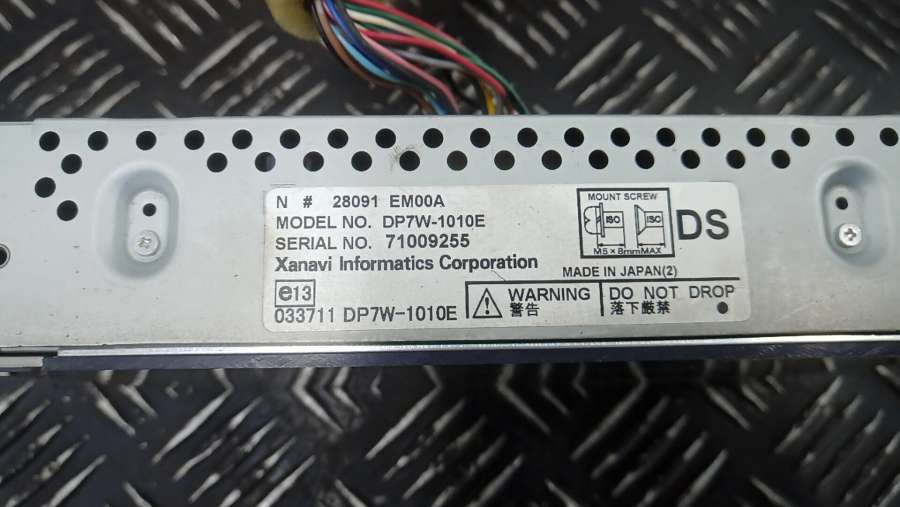 N # 28091 EM00A
MODEL NO. DP7W-1010E
SERIAL NO. 71009255
Xanavi Informatics Corporation
e13
033711 DP7W-1010E
MOUNT SCREW
ISO ISO
M5×8mmMAX
DS
MADE IN JAPAN(2)
WARNING
警告
DO NOT DROP
落下厳禁